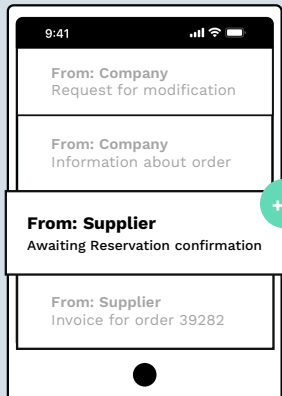 9:41
From: Company
Request for modification
From: Company
Information about order
From: Supplier
Awaiting Reservation confirmation
+
From: Supplier
Invoice for order 39282